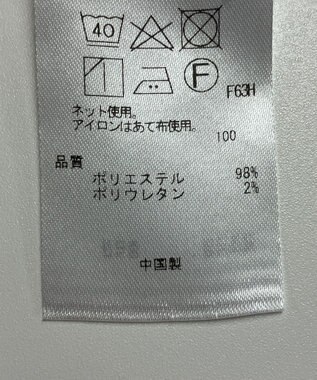 40
F
F63H
ネット使用。
アイロンはあて布使用。
100
品質
ポリエステル 98%
ポリウレタン 2%
中国製